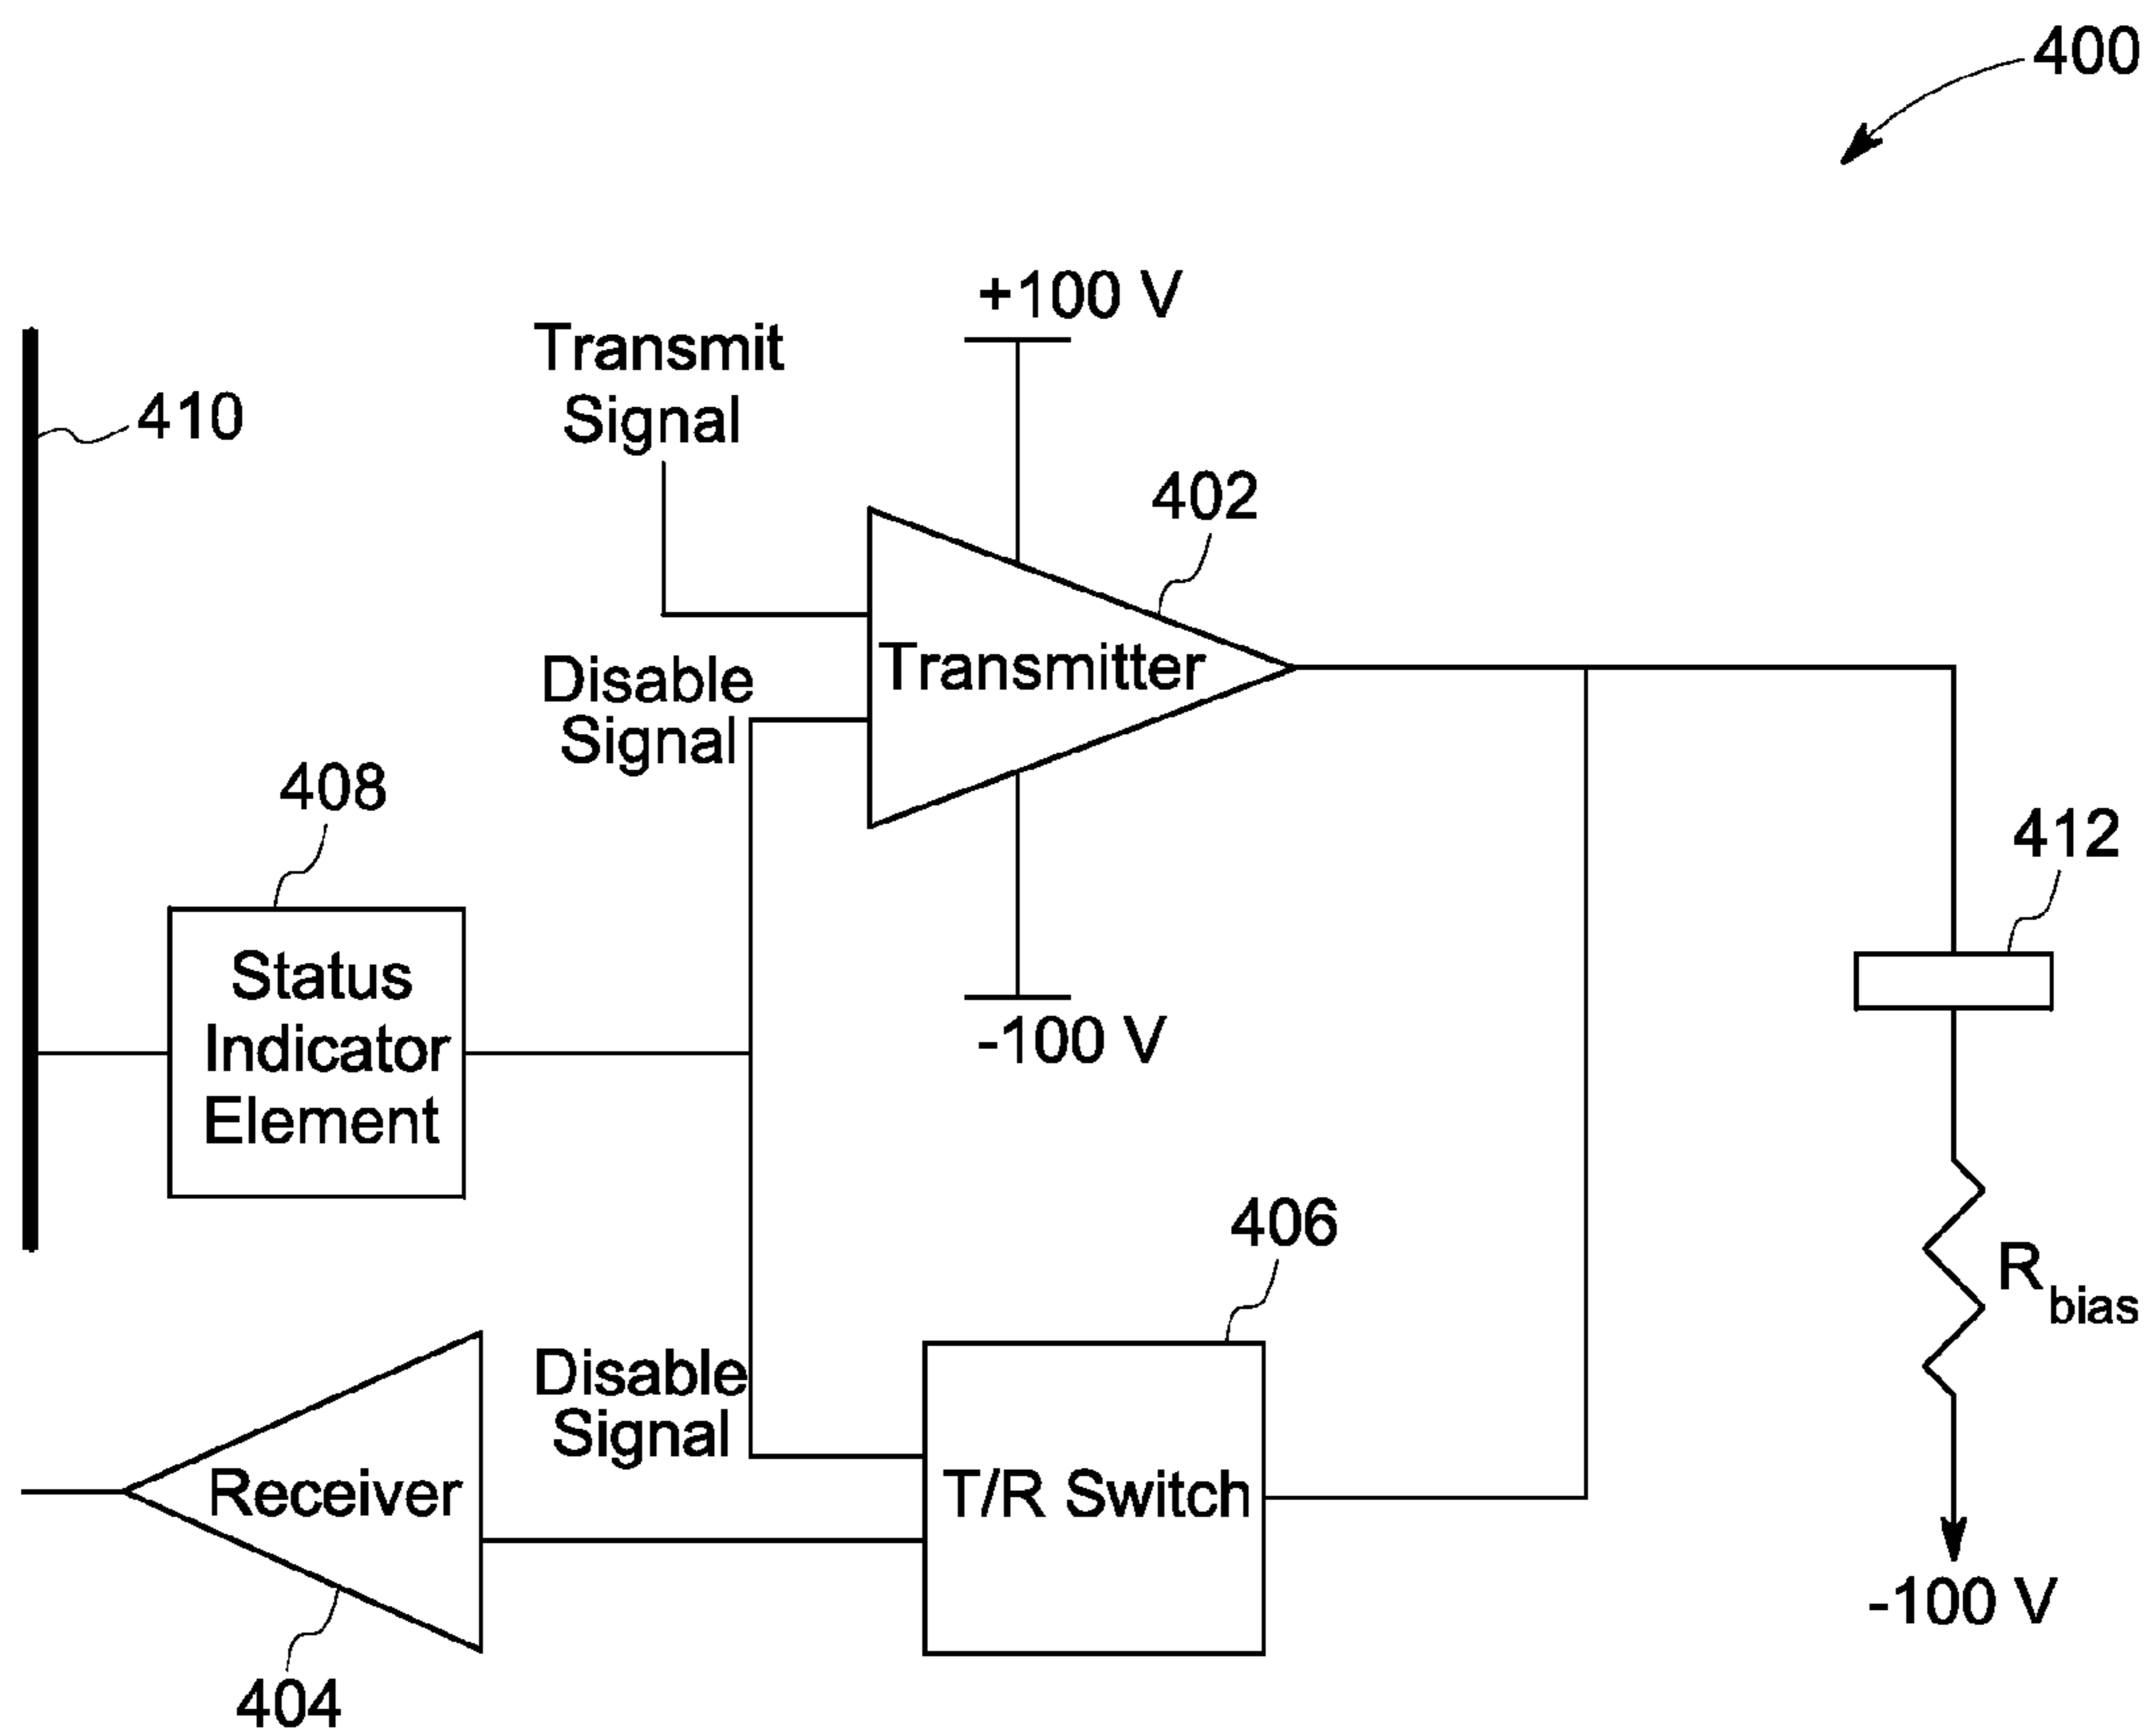 400
+100 V
Transmit
Signal
410
402
Transmitter
Disable
Signal
408
412
Status
Indicator
Element
-100 V
406
R bias
Disable
Signal
Receiver
T/R Switch
-100 V
404